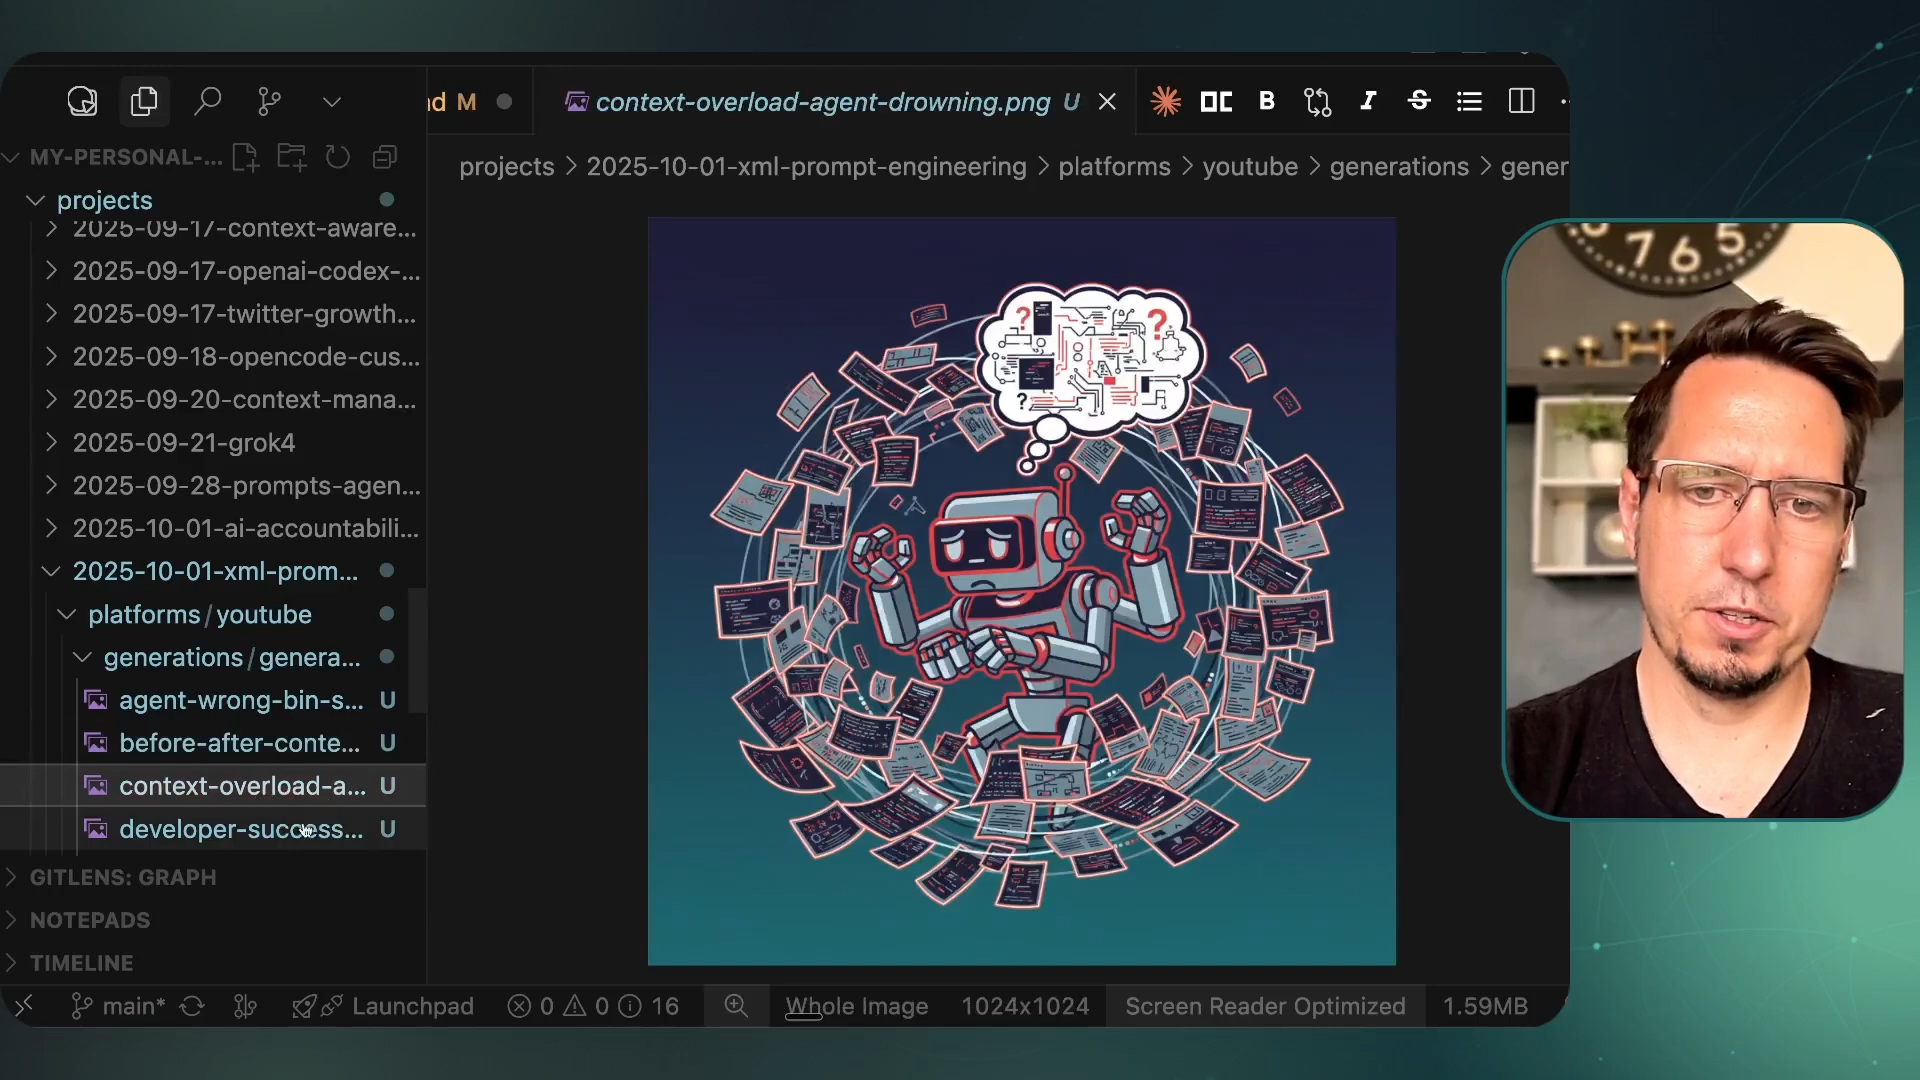 nd M
context-overload-agent-drowning.png U
B
I
S
MY-PERSONAL-...
projects > 2025-10-01-xml-prompt-engineering > platforms > youtube > generations > gener
projects
2025-09-17-context-aware...
2025-09-17-openai-codex-...
2025-09-17-twitter-growth...
2025-09-18-opencode-cus...
2025-09-20-context-mana...
2025-09-21-grok4
2025-09-28-prompts-agen...
2025-10-01-ai-accountabili...
2025-10-01-xml-prom...
platforms/youtube
generations/genera...
agent-wrong-bin-s... U
before-after-conte... U
context-overload-a... U
developer-success... U
GITLENS: GRAPH
NOTEPADS
TIMELINE
main* Launchpad 0 0 16 Whole Image 1024x1024 Screen Reader Optimized 1.59MB
? ?
?
7 6 5